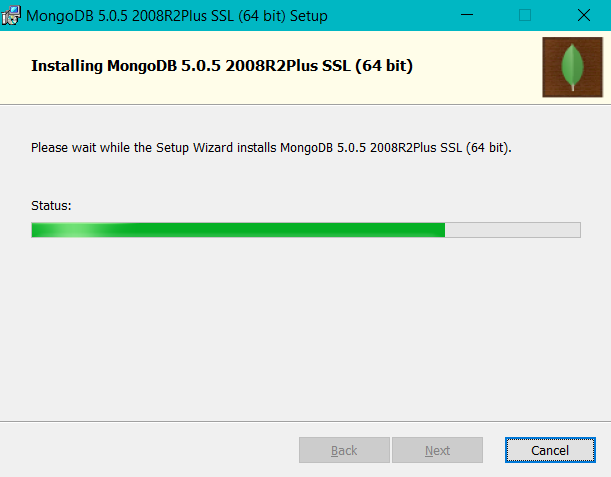 MongoDB 5.0.5 2008R2Plus SSL (64 bit) Setup
Installing MongoDB 5.0.5 2008R2Plus SSL (64 bit)
Please wait while the Setup Wizard installs MongoDB 5.0.5 2008R2Plus SSL (64 bit).
Status:
Back Next Cancel